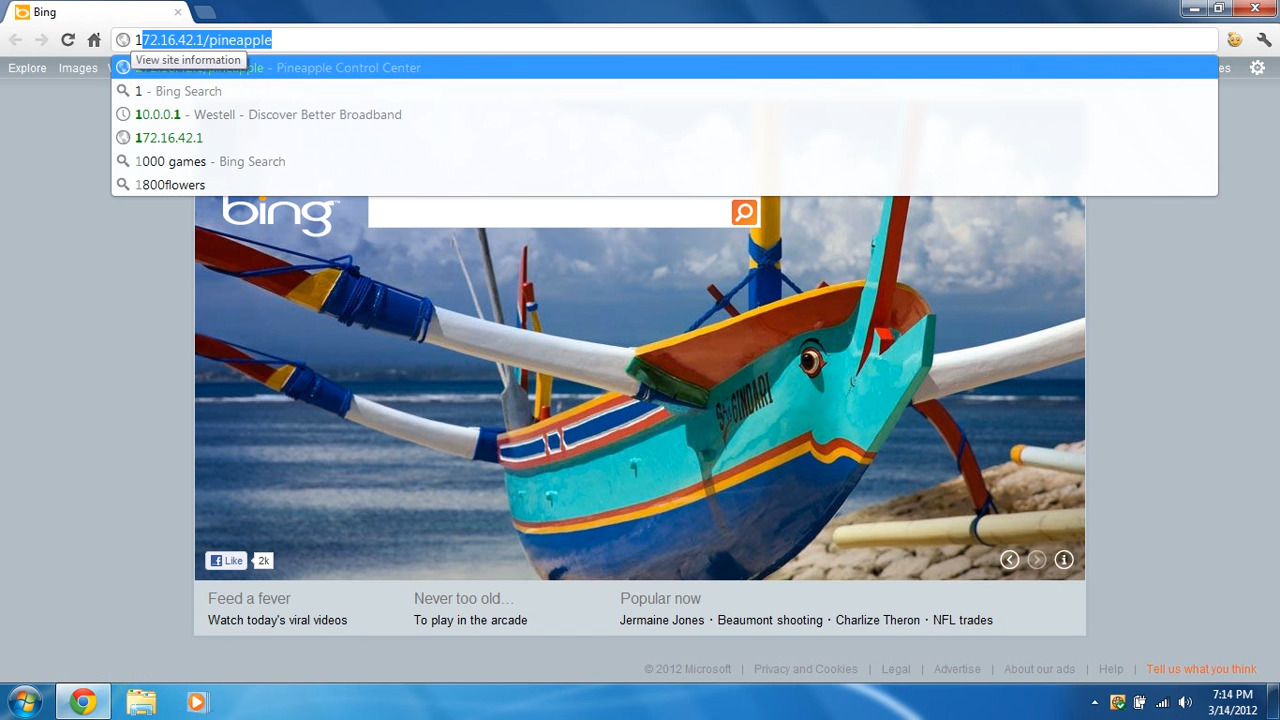 Bing
172.16.42.1/pineapple
View site information
Explore Images
pineapple - Pineapple Control Center
1 - Bing Search
10.0.0.1 - Westell - Discover Better Broadband
172.16.42.1
1000 games - Bing Search
1800flowers
bing™
S5 GINDARI
Like 2k
Feed a fever
Watch today's viral videos
Never too old...
To play in the arcade
Popular now
Jermaine Jones · Beaumont shooting · Charlize Theron · NFL trades
© 2012 Microsoft | Privacy and Cookies | Legal | Advertise | About our ads | Help | Tell us what you think
7:14 PM
3/14/2012